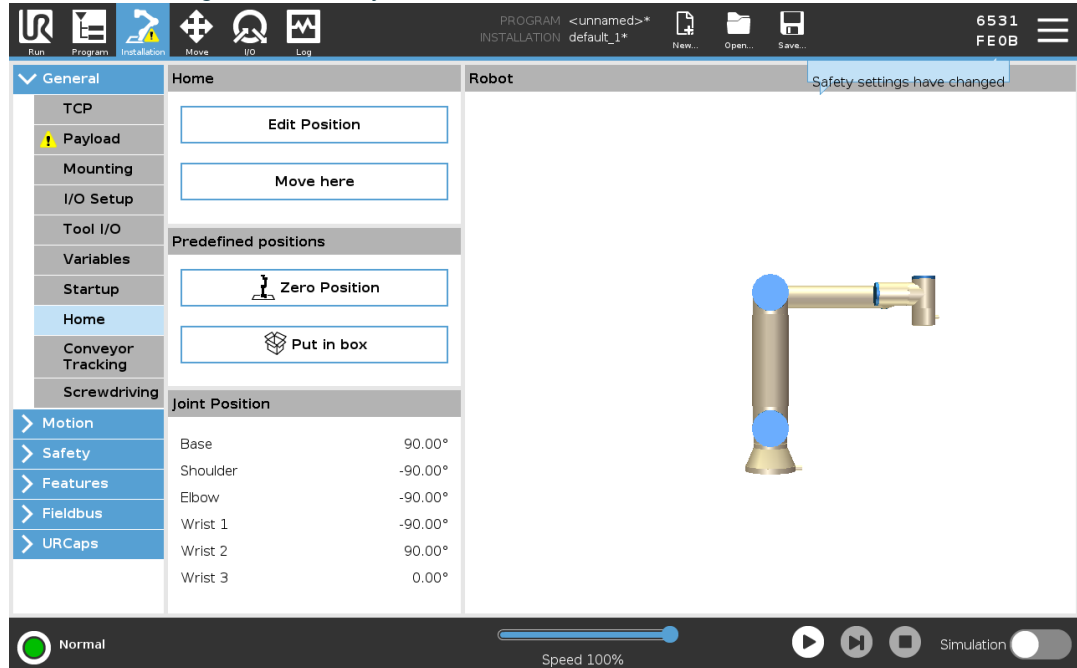 PROGRAM <unnamed>*
INSTALLATION default_1*
UR
Run
Program
Installation
Move
I/O
Log
New...
Open...
Save...
6531
FE0B
General
TCP
Payload
Mounting
I/O Setup
Tool I/O
Variables
Startup
Home
Conveyor
Tracking
Screwdriving
Motion
Safety
Features
Fieldbus
URCaps
Home
Edit Position
Move here
Predefined positions
Zero Position
Put in box
Joint Position
Base 90.00°
Shoulder -90.00°
Elbow -90.00°
Wrist 1 -90.00°
Wrist 2 90.00°
Wrist 3 0.00°
Robot
Safety settings have changed
Normal
Speed 100%
Simulation